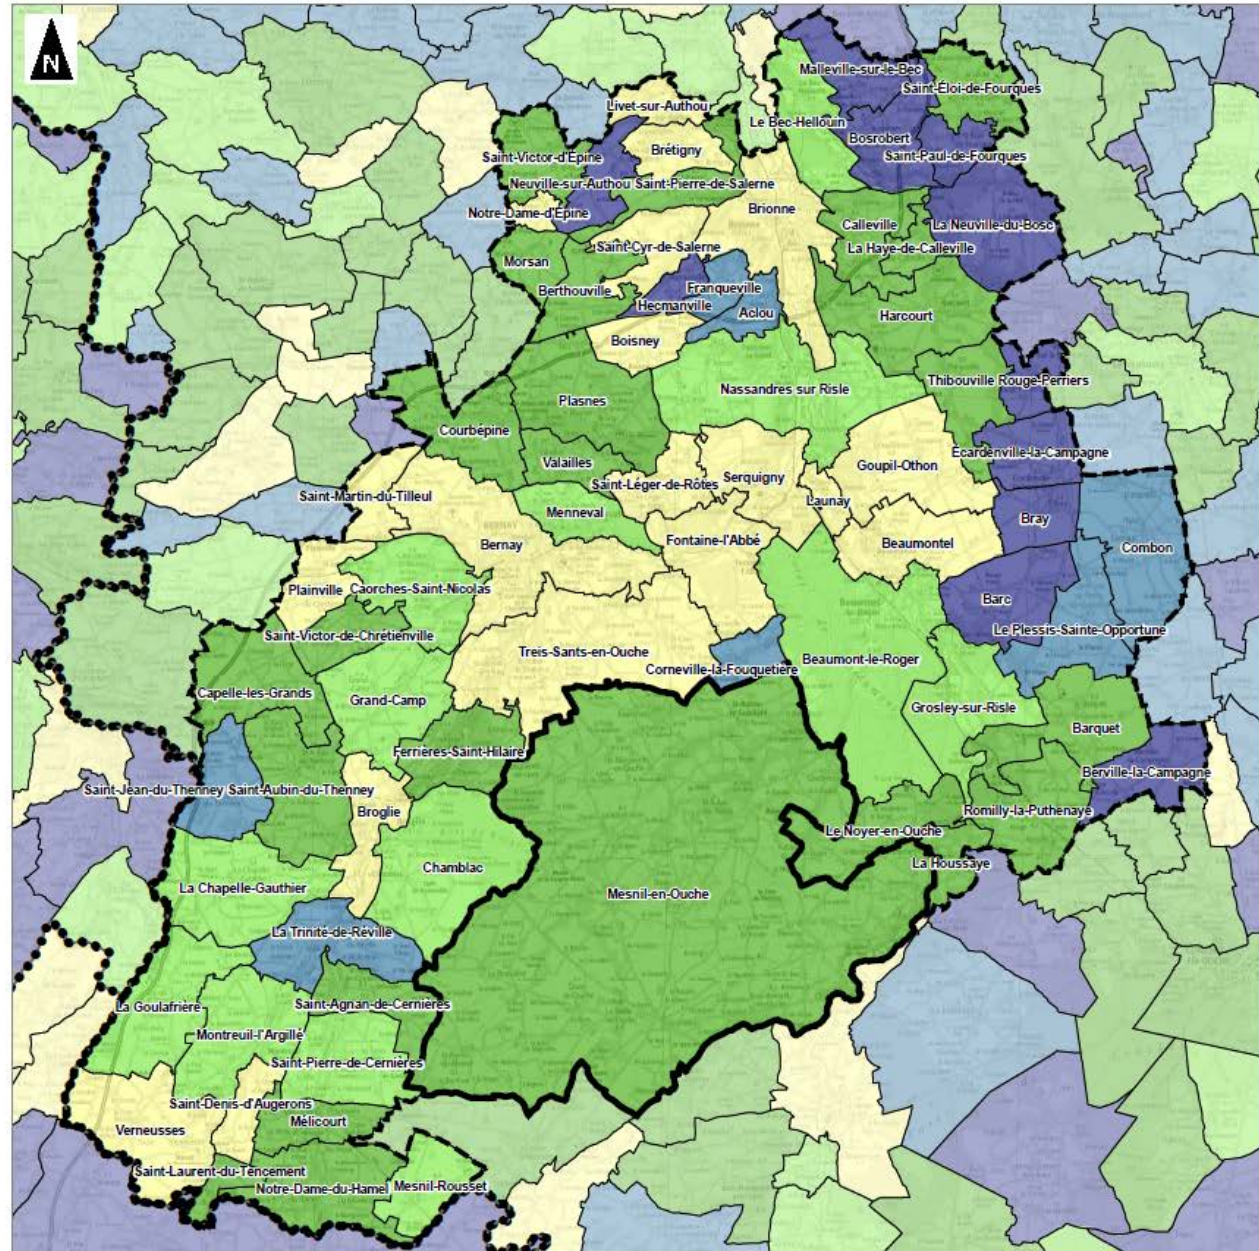 N
Malleville-sur-le-Bec
Saint-Éloi-de-Fourques
Livet-sur-Authou
Le Bec-Hellouin
Bosrobert
Brétigny
Saint-Paul-de-Fourques
Saint-Victor-d'Épine
Neuville-sur-Authou
Saint-Pierre-de-Salerne
Notre-Dame-d'Épine
Brionne
Calleville
La Neuville-du-Bosc
Saint-Cyr-de-Salerne
La Haye-de-Calleville
Morsan
Berthouville
Franqueville
Hecmanville
Aclou
Harcourt
Boisney
Thibouville
Rouge-Perriers
Nassandres sur Risle
Plasnes
Courbépine
Écardenville-la-Campagne
Valailles
Goupil-Othon
Saint-Léger-de-Rôtes
Serquigny
Saint-Martin-du-Tilleul
Launay
Menneval
Bray
Bernay
Fontaine-l'Abbé
Beaumontel
Combon
Plainville
Caorches-Saint-Nicolas
Barc
Saint-Victor-de-Chrétienville
Le Plessis-Sainte-Opportune
Treis-Sants-en-Ouche
Corneville-la-Fouquetière
Beaumont-le-Roger
Capelle-les-Grands
Grand-Camp
Grosley-sur-Risle
Barquet
Ferrières-Saint-Hilaire
Berville-la-Campagne
Saint-Jean-du-Thenney
Saint-Aubin-du-Thenney
Broglie
Romilly-la-Puthenaye
Le Noyer-en-Ouche
La Houssaye
Chamblac
La Chapelle-Gauthier
Mesnil-en-Ouche
La Trinité-de-Réville
La Goulafrière
Saint-Agnan-de-Cernières
Montreuil-l'Argillé
Saint-Pierre-de-Cernières
Saint-Denis-d'Augerons
Mélicourt
Verneusses
Saint-Laurent-du-Tencement
Notre-Dame-du-Hamel
Mesnil-Rousset